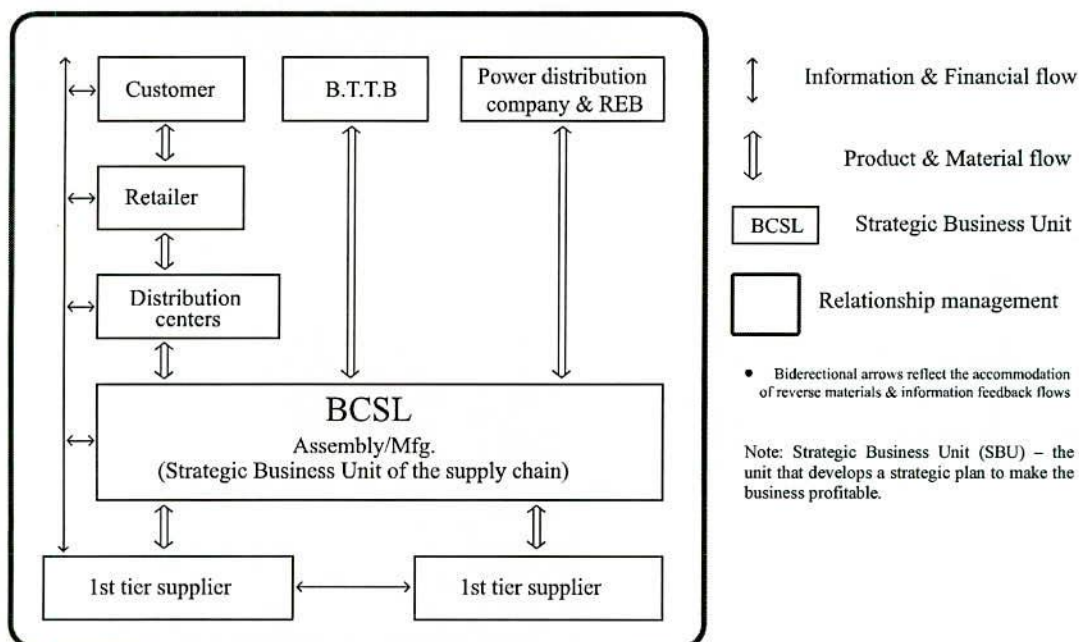 Customer
B.T.T.B
Power distribution
company & REB
Retailer
Distribution
centers
BCSL
Assembly/Mfg.
(Strategic Business Unit of the supply chain)
1st tier supplier
1st tier supplier
Information & Financial flow
Product & Material flow
BCSL
Strategic Business Unit
Relationship management
• Biderectional arrows reflect the accommodation
of reverse materials & information feedback flows
Note: Strategic Business Unit (SBU) – the
unit that develops a strategic plan to make the
business profitable.